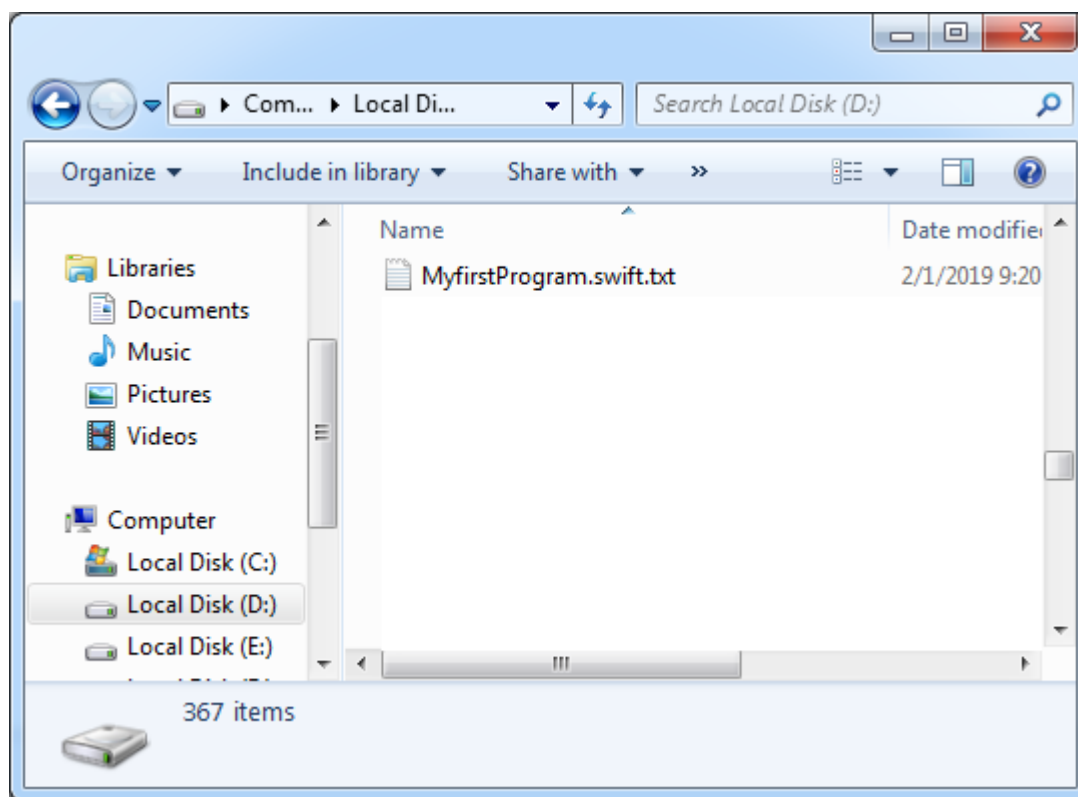 Com... Local Di...
Search Local Disk (D:)
Organize Include in library Share with »
Name Date modifie
MyfirstProgram.swift.txt 2/1/2019 9:20
Libraries
Documents
Music
Pictures
Videos
Computer
Local Disk (C:)
Local Disk (D:)
Local Disk (E:)
367 items